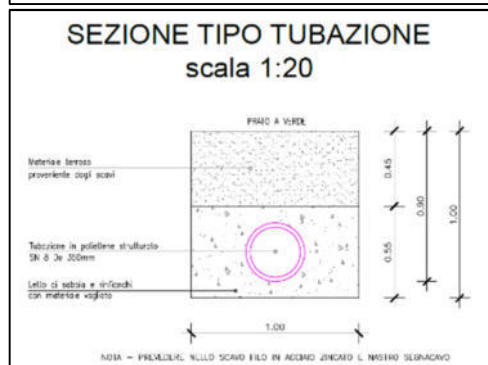 SEZIONE TIPO TUBAZIONE
scala 1:20
PRATO A VERDE
Materiale terroso
proveniente dagli scavi
0.45
0.90
1.00
Tubazione in polietilene strutturato
SN 8 De 350mm
0.55
Letto di sabbia e rinfianchi
con materiale vagliato
1.00
NOTA - PREVEDERE NELLO SCAVO FILO IN ACCIAIO ZINCATO E NASTRO SEGNACAVO